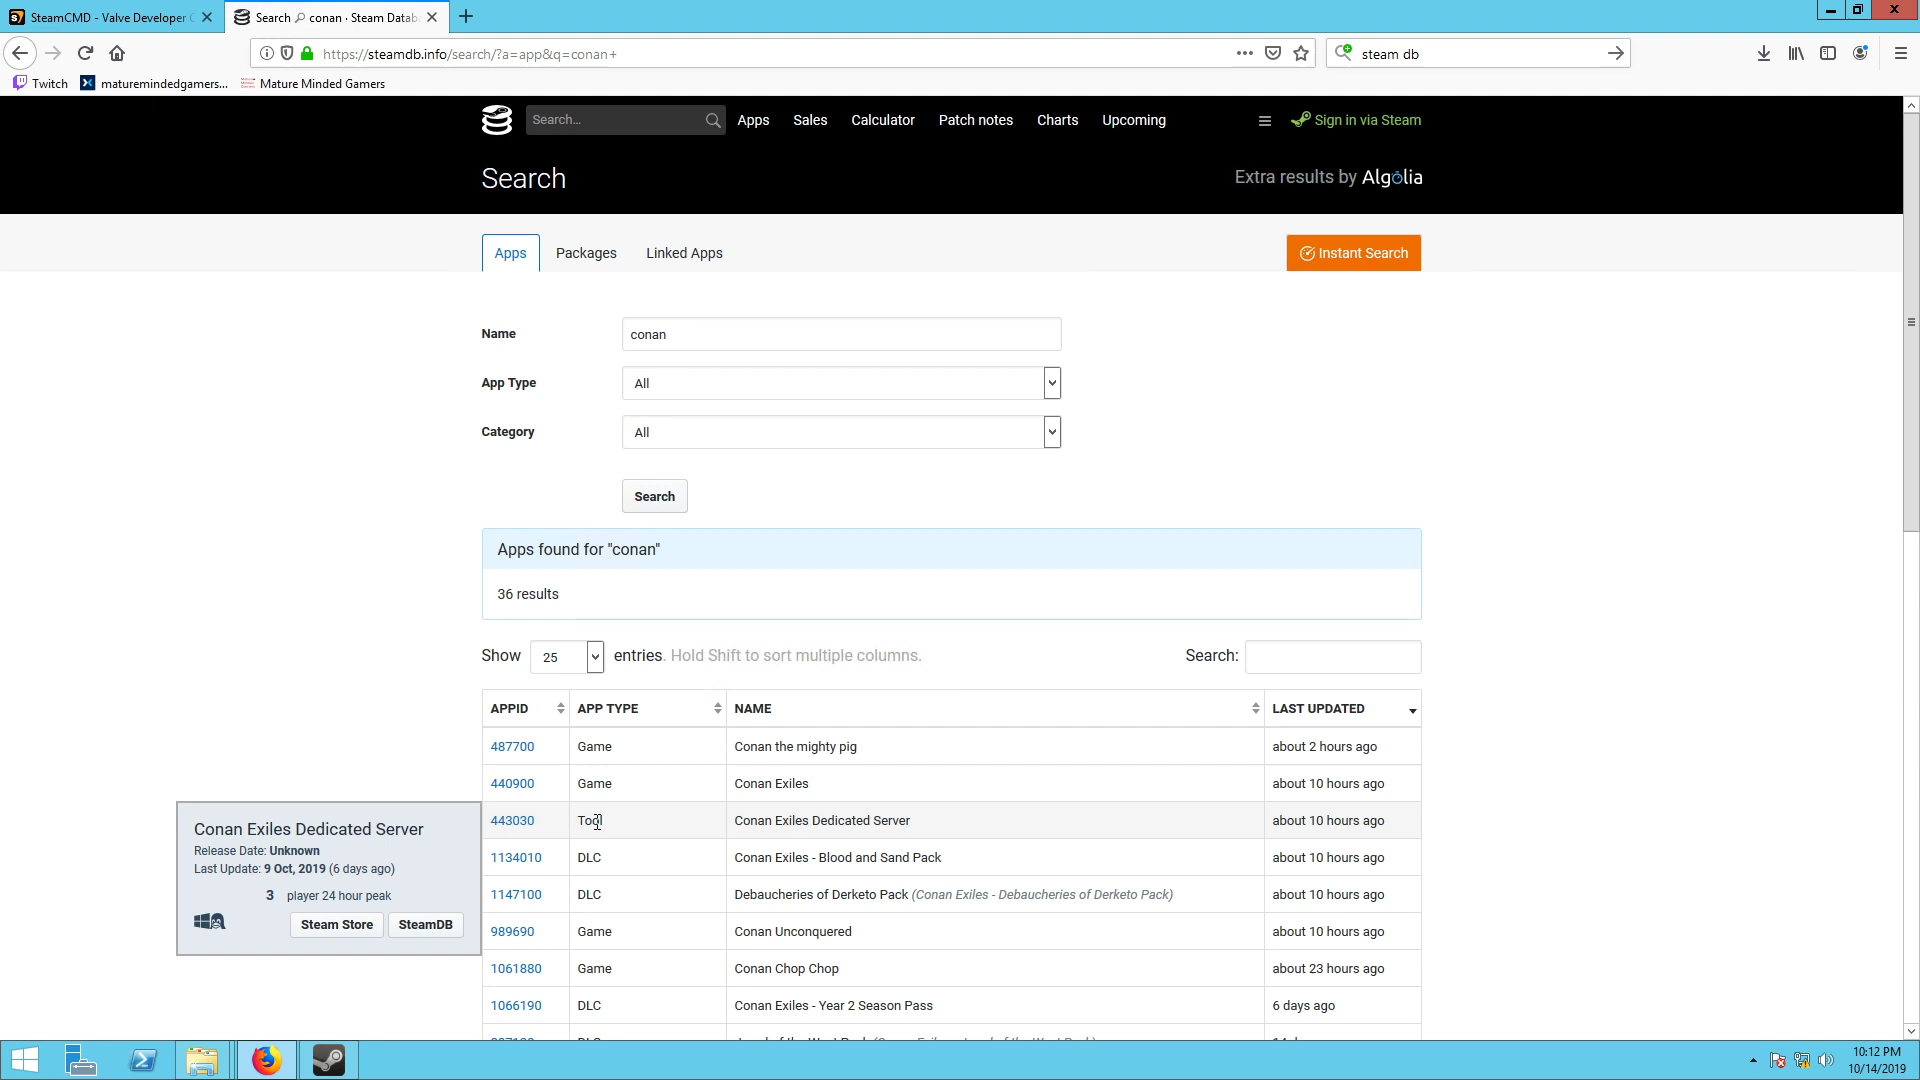 SteamCMD - Valve Developer C
Search 🔎 conan · Steam Datab
https://steamdb.info/search/?a=app&q=conan+
steam db
Twitch
maturemindedgamers...
Mature Minded Gamers
Search...
Apps
Sales
Calculator
Patch notes
Charts
Upcoming
Sign in via Steam
Search
Extra results by Algolia
Apps
Packages
Linked Apps
Instant Search
Name
conan
App Type
All
Category
All
Search
Apps found for "conan"
36 results
Show 25 entries. Hold Shift to sort multiple columns.
Search:
APPID APP TYPE NAME LAST UPDATED
487700 Game Conan the mighty pig about 2 hours ago
440900 Game Conan Exiles about 10 hours ago
443030 Tool Conan Exiles Dedicated Server about 10 hours ago
1134010 DLC Conan Exiles - Blood and Sand Pack about 10 hours ago
1147100 DLC Debaucheries of Derketo Pack (Conan Exiles - Debaucheries of Derketo Pack) about 10 hours ago
989690 Game Conan Unconquered about 10 hours ago
1061880 Game Conan Chop Chop about 23 hours ago
1066190 DLC Conan Exiles - Year 2 Season Pass 6 days ago
Conan Exiles Dedicated Server
Release Date: Unknown
Last Update: 9 Oct, 2019 (6 days ago)
3 player 24 hour peak
Steam Store
SteamDB
10:12 PM
10/14/2019